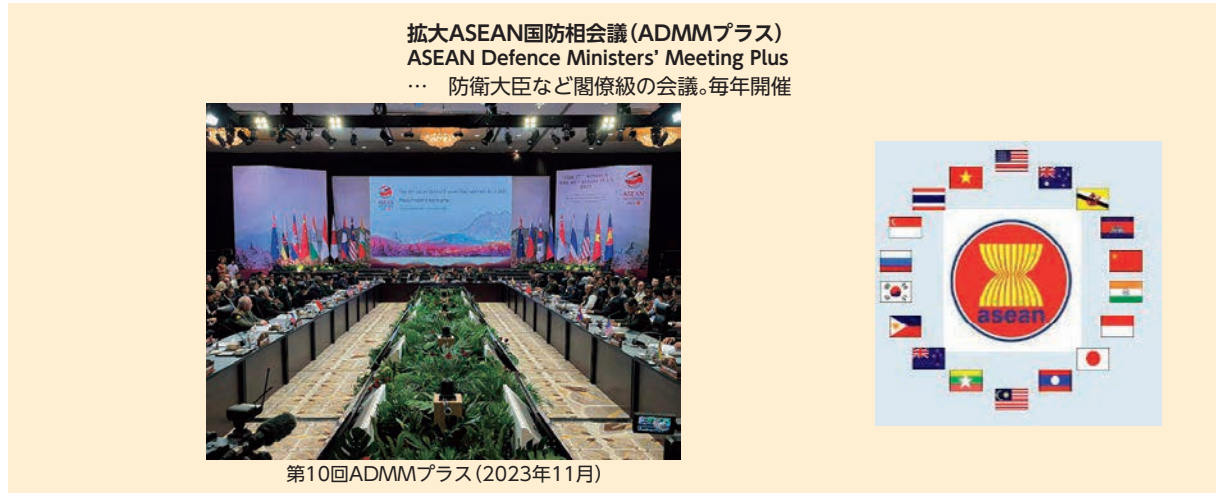 拡大ASEAN国防相会議（ADMMプラス）
ASEAN Defence Ministers’ Meeting Plus
… 防衛大臣など閣僚級の会議。毎年開催
ASEAN
asean
第10回ADMMプラス（2023年11月）